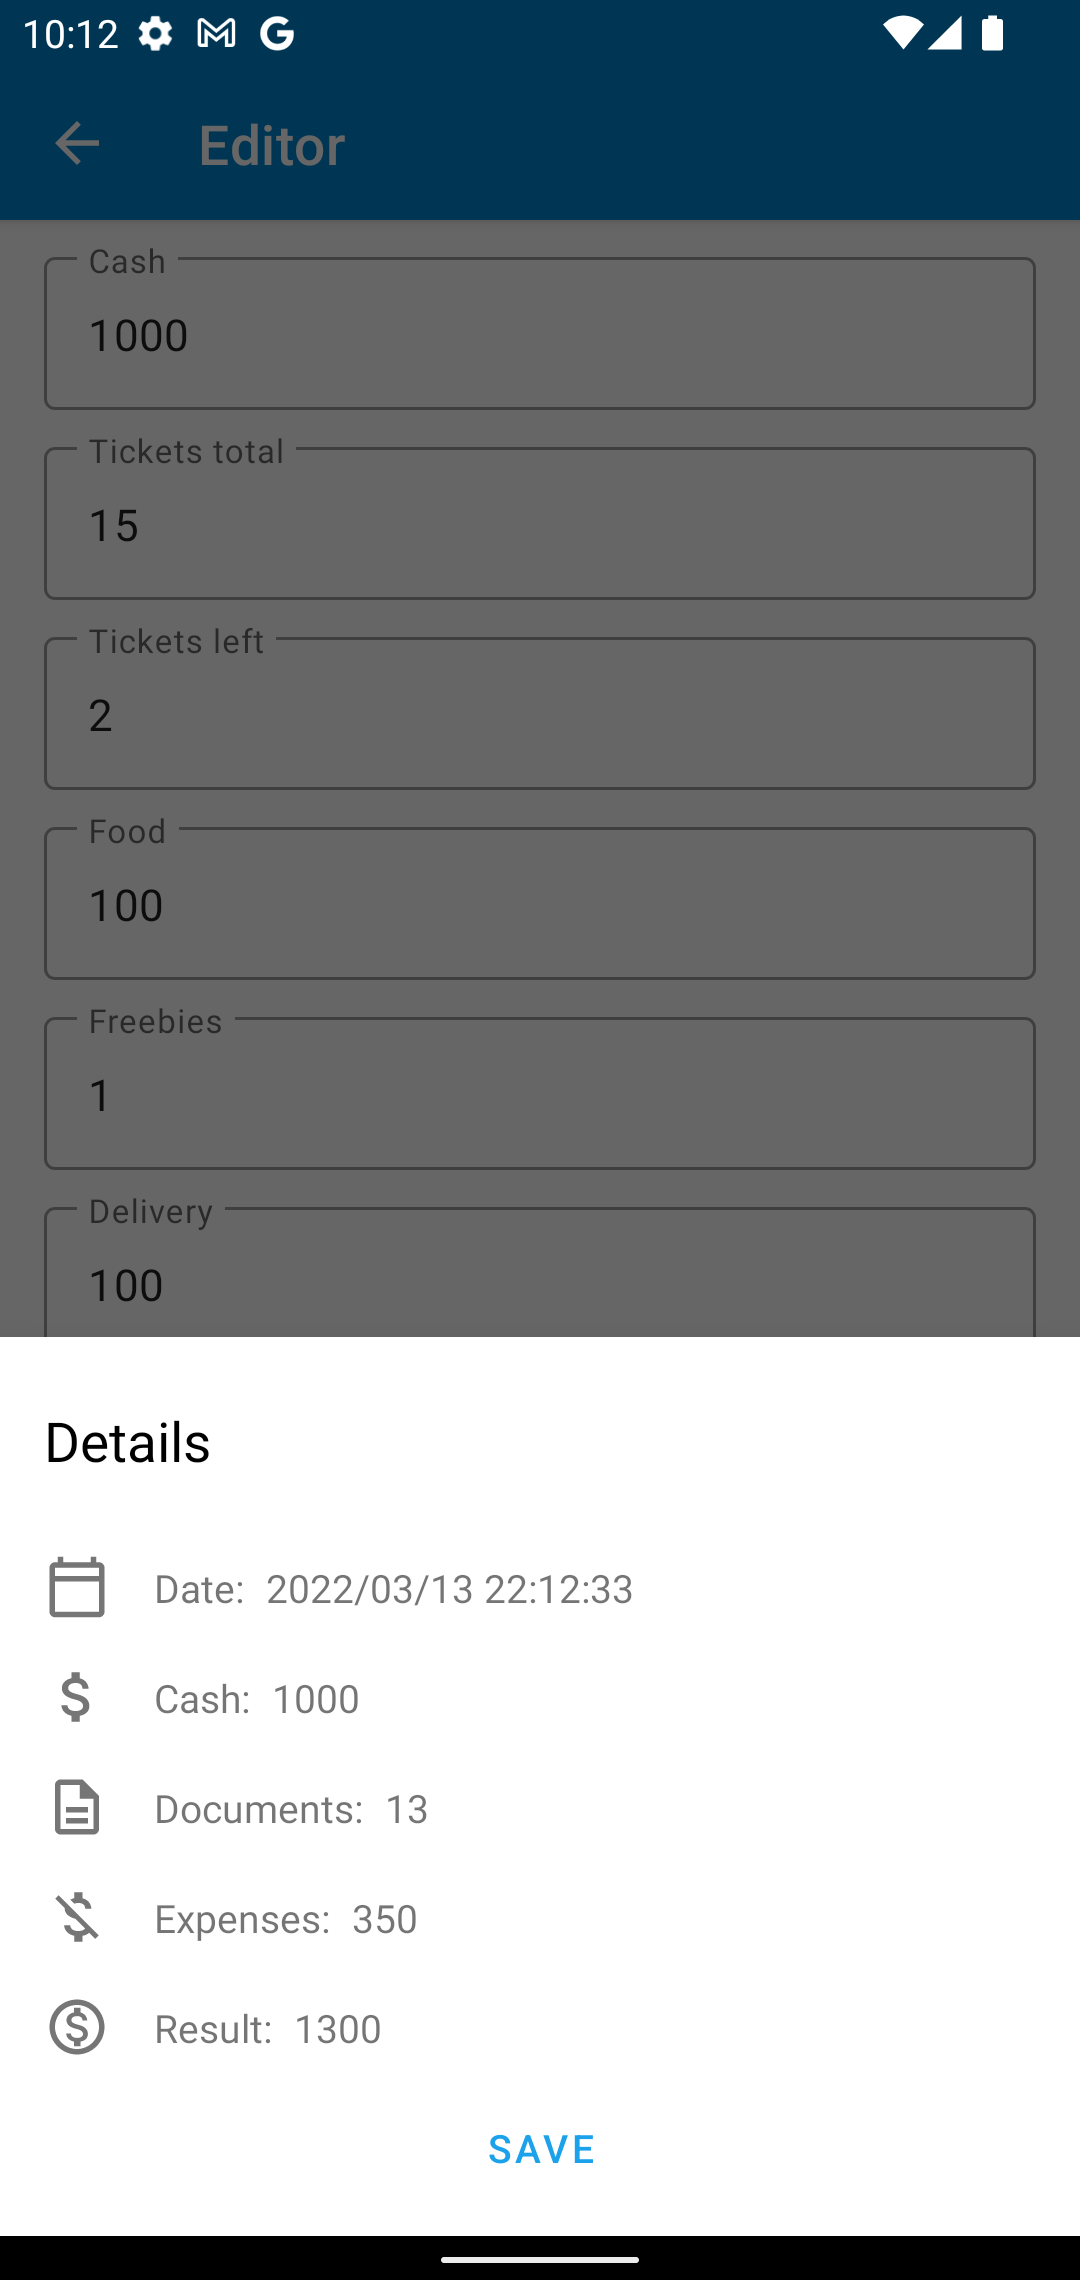 10:12
Editor
Cash
1000
Tickets total
15
Tickets left
2
Food
100
Freebies
1
Delivery
100
Details
Date: 2022/03/13 22:12:33
Cash: 1000
Documents: 13
Expenses: 350
Result: 1300
SAVE